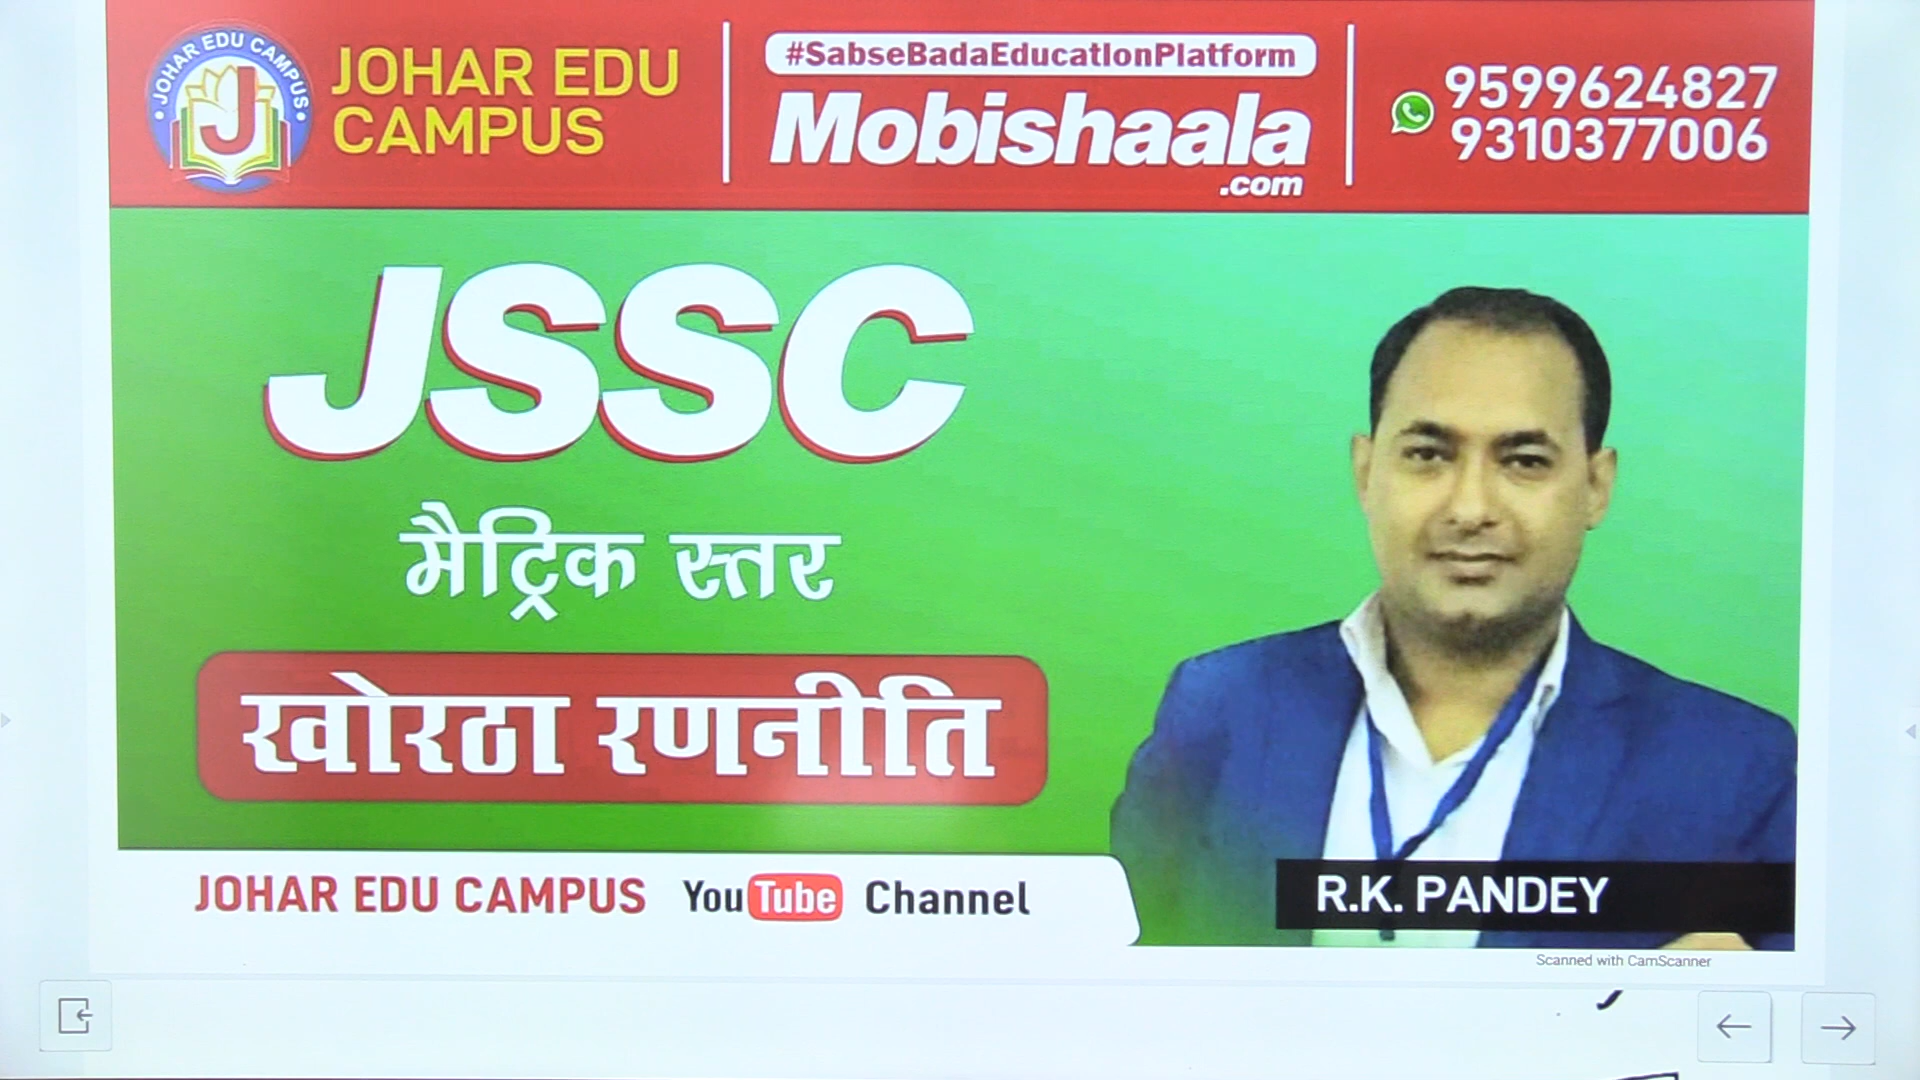 JOHAR EDU CAMPUS
J
JOHAR EDU
CAMPUS
#SabseBadaEducatIonPlatform
Mobishaala
.com
9599624827
9310377006
JSSC
मैट्रिक स्तर
खोरठा रणनीति
JOHAR EDU CAMPUS YouTube Channel
R.K. PANDEY
Scanned with CamScanner